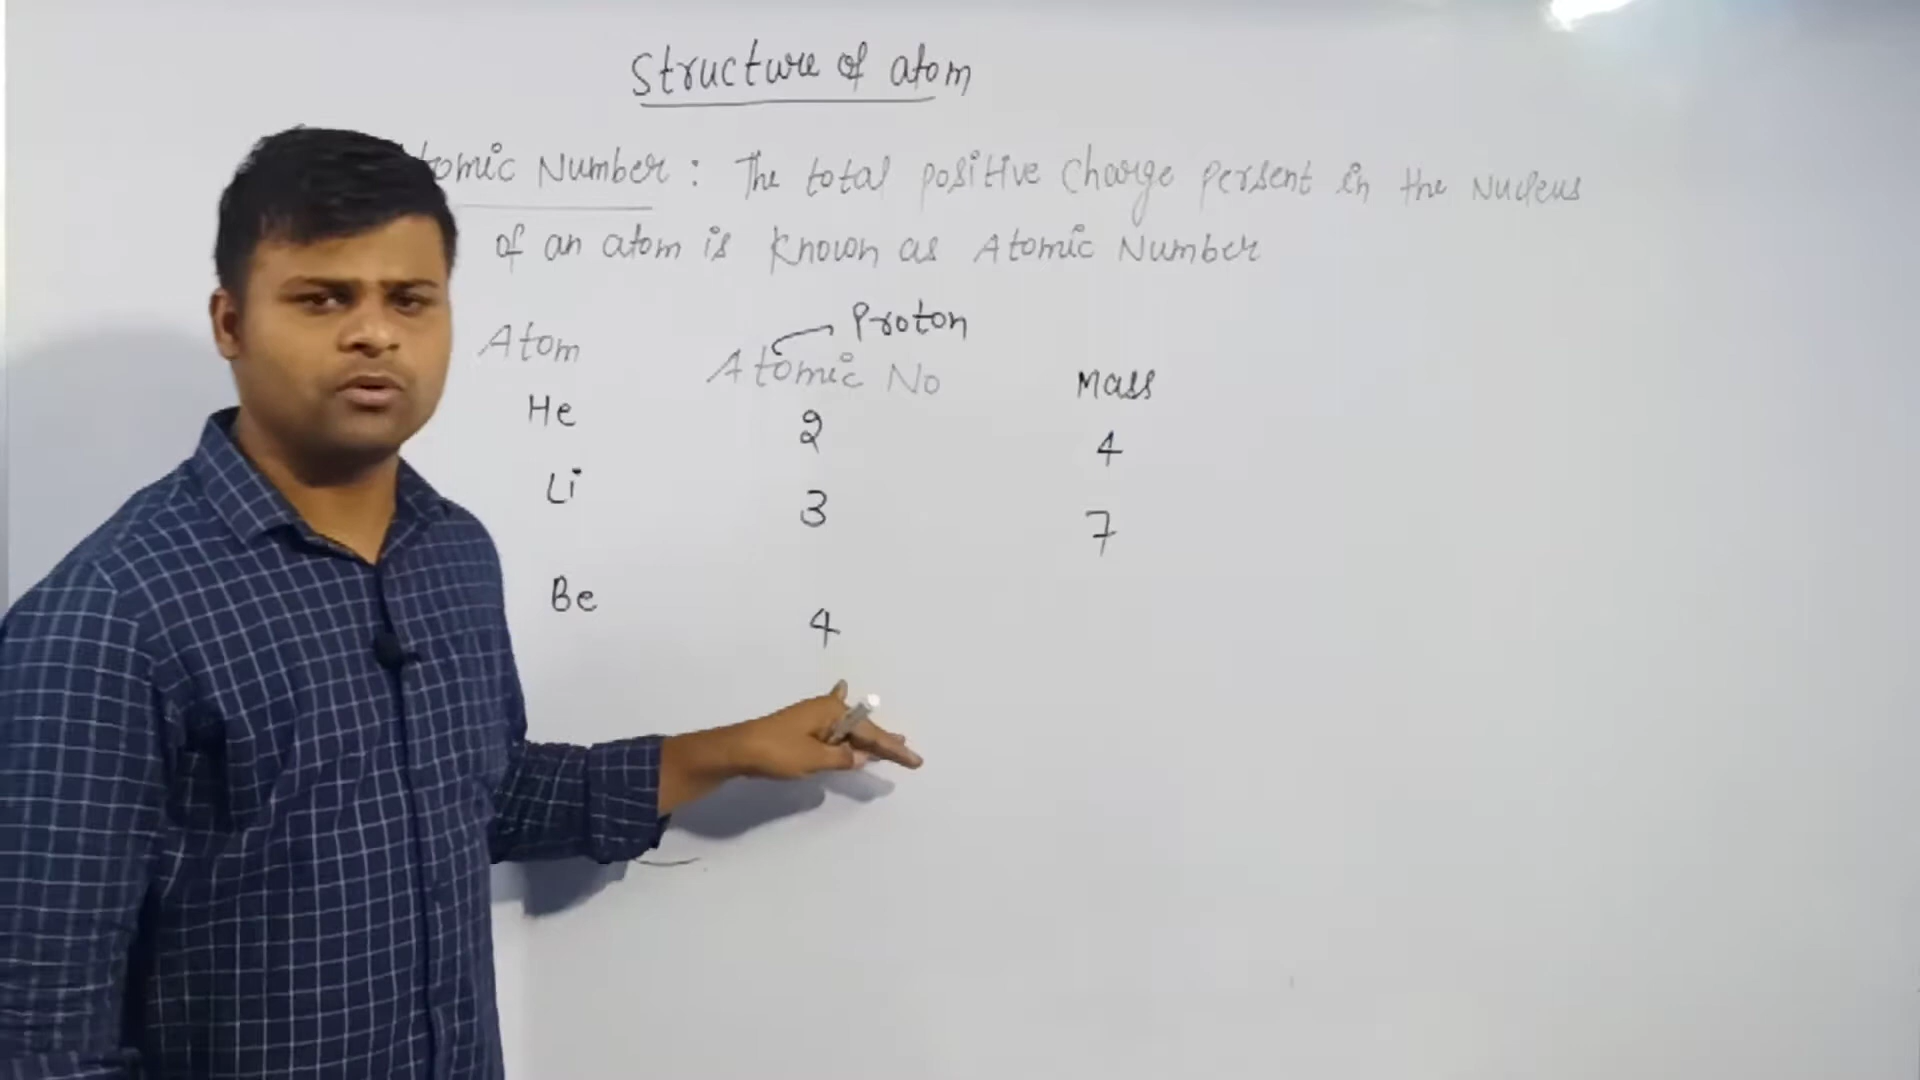 Structure of atom
tomic Number : The total positive Charge persent in the Nucleus
of an atom is Known as Atomic Number
Proton
Atom Atomic No Mass
He 2 4
Li 3 7
Be 4